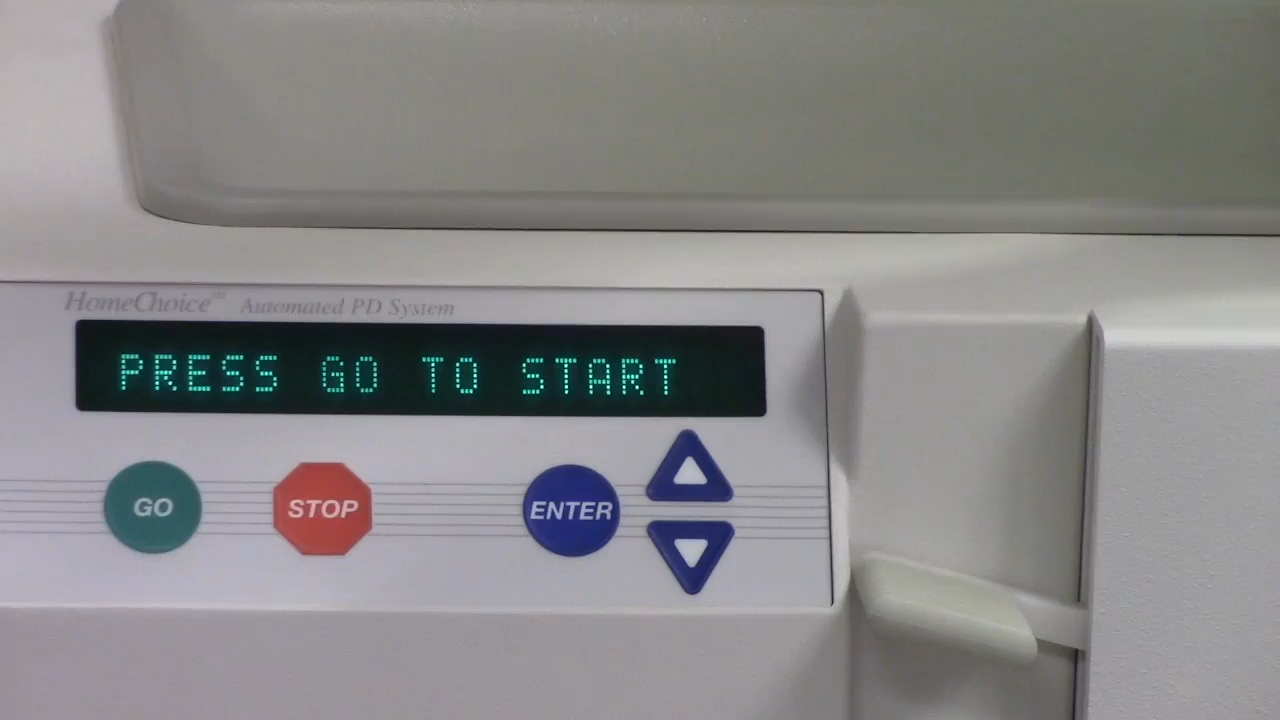 HomeChoice™ Automated PD System
PRESS GO TO START
GO STOP ENTER